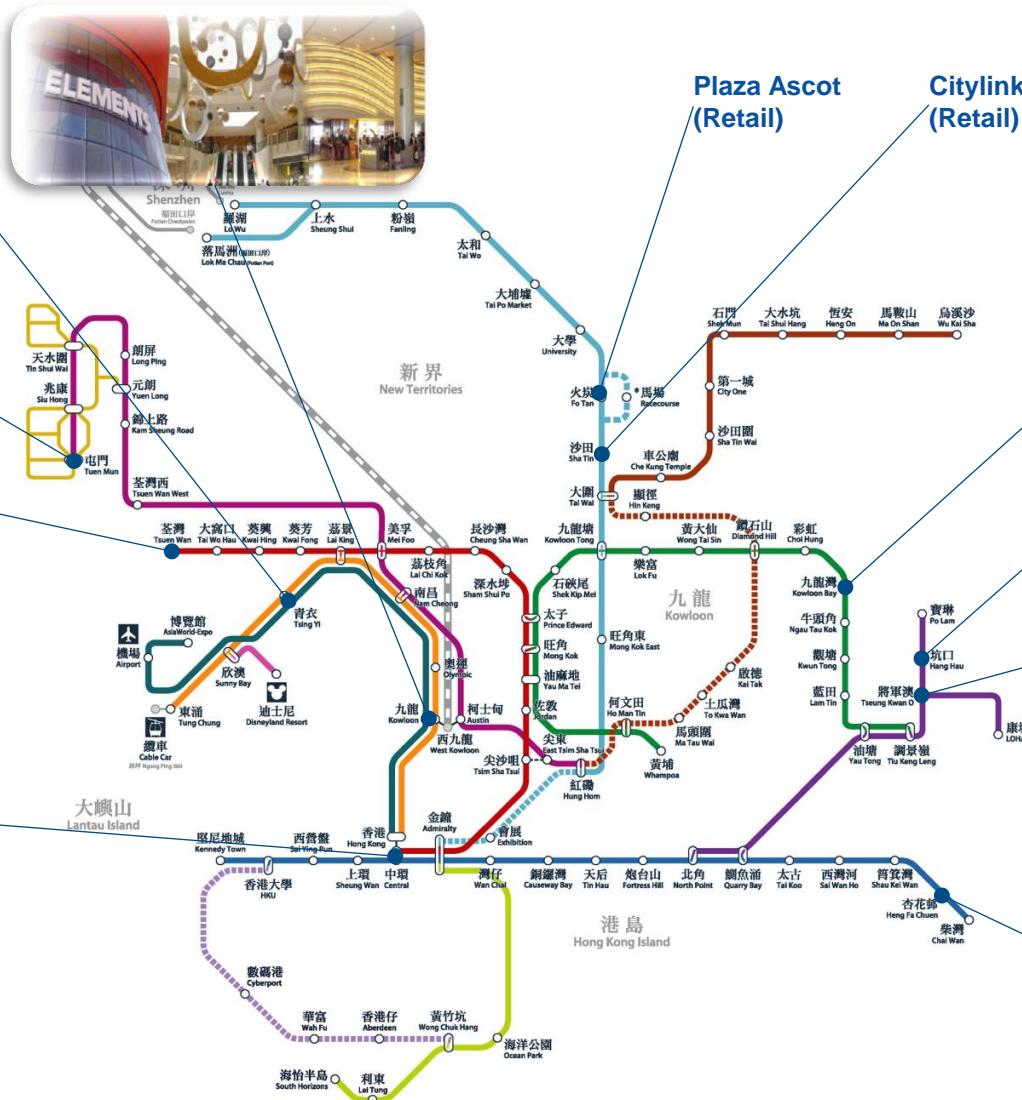 ELEMENTS
Plaza Ascot
(Retail)
Citylink
(Retail)
Shenzhen
福田口岸
Futian Checkpoint
羅湖
Lo Wu
上水
Sheung Shui
粉嶺
Fanling
落馬洲(福田口岸)
Lok Ma Chau (Futian Port)
太和
Tai Wo
大埔墟
Tai Po Market
大學
University
新界
New Territories
火炭
Fo Tan
*馬場
Racecourse
沙田
Sha Tin
大圍
Tai Wai
石門
Shek Mun
大水坑
Tai Shui Hang
恆安
Heng On
馬鞍山
Ma On Shan
烏溪沙
Wu Kai Sha
第一城
City One
沙田圍
Sha Tin Wai
車公廟
Che Kung Temple
顯徑
Hin Keng
天水圍
Tin Shui Wai
朗屏
Long Ping
兆康
Siu Hong
元朗
Yuen Long
錦上路
Kam Sheung Road
屯門
Tuen Mun
荃灣西
Tsuen Wan West
荃灣
Tsuen Wan
大窩口
Tai Wo Hau
葵興
Kwai Hing
葵芳
Kwai Fong
荔景
Lai King
美孚
Mei Foo
荔枝角
Lai Chi Kok
長沙灣
Cheung Sha Wan
深水埗
Sham Shui Po
九龍塘
Kowloon Tong
樂富
Lok Fu
黃大仙
Wong Tai Sin
鑽石山
Diamond Hill
彩虹
Choi Hung
九龍灣
Kowloon Bay
牛頭角
Ngau Tau Kok
觀塘
Kwun Tong
藍田
Lam Tin
石硤尾
Shek Kip Mei
太子
Prince Edward
旺角
Mong Kok
油麻地
Yau Ma Tei
佐敦
Jordan
旺角東
Mong Kok East
九龍
Kowloon
啟德
Kai Tak
土瓜灣
To Kwa Wan
馬頭圍
Ma Tau Wai
何文田
Ho Man Tin
黃埔
Whampoa
寶琳
Po Lam
坑口
Hang Hau
將軍澳
Tseung Kwan O
康城
LOHA
油塘
Yau Tong
調景嶺
Tiu Keng Leng
南昌
Nam Cheong
奧運
Olympic
九龍
Kowloon
柯士甸
Austin
西九龍
West Kowloon
尖東
East Tsim Sha Tsui
尖沙咀
Tsim Sha Tsui
紅磡
Hung Hom
青衣
Tsing Yi
博覽館
AsiaWorld-Expo
機場
Airport
欣澳
Sunny Bay
迪士尼
Disneyland Resort
東涌
Tung Chung
纜車
Cable Car
昂坪 Ngong Ping 360
大嶼山
Lantau Island
堅尼地城
Kennedy Town
香港大學
HKU
西營盤
Sai Ying Pun
上環
Sheung Wan
香港
Hong Kong
中環
Central
金鐘
Admiralty
會展
Exhibition
灣仔
Wan Chai
銅鑼灣
Causeway Bay
天后
Tin Hau
炮台山
Fortress Hill
北角
North Point
鰂魚涌
Quarry Bay
太古
Tai Koo
西灣河
Sai Wan Ho
筲箕灣
Shau Kei Wan
杏花邨
Heng Fa Chuen
柴灣
Chai Wan
港島
Hong Kong Island
數碼港
Cyberport
華富
Wah Fu
香港仔
Aberdeen
黃竹坑
Wong Chuk Hang
海洋公園
Ocean Park
海怡半島
South Horizons
利東
Lei Tung